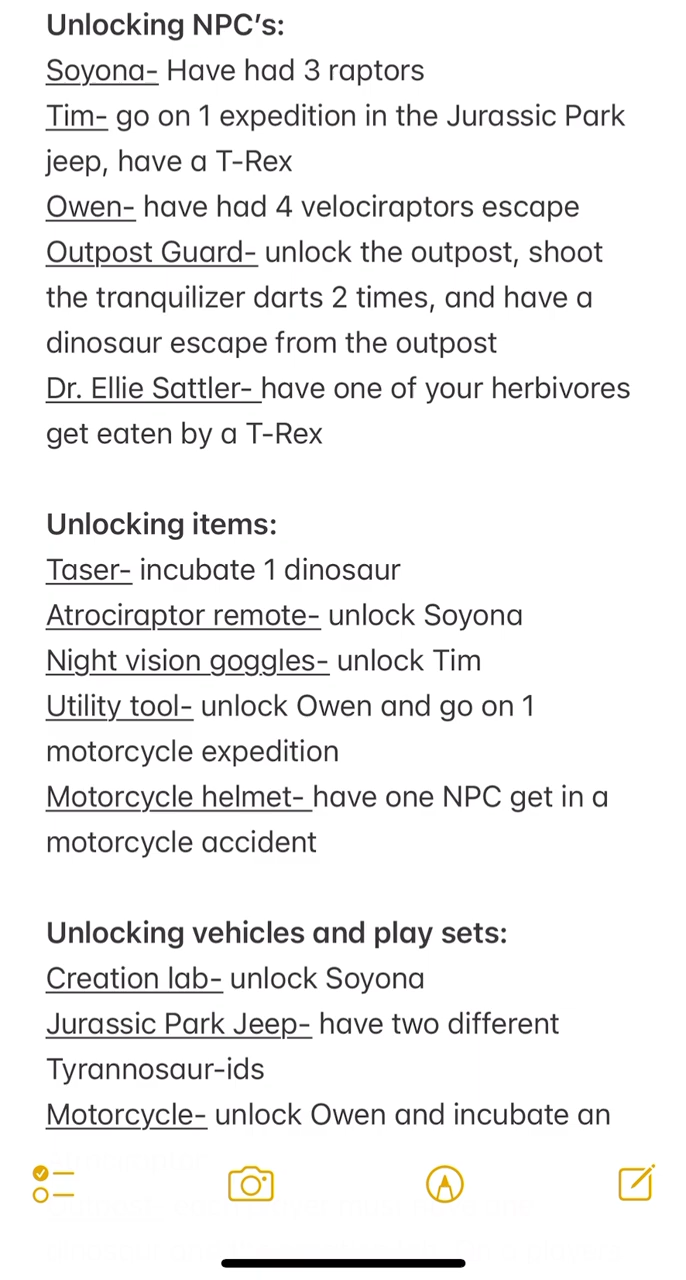 Unlocking NPC's:
Soyona- Have had 3 raptors
Tim- go on 1 expedition in the Jurassic Park
jeep, have a T-Rex
Owen- have had 4 velociraptors escape
Outpost Guard- unlock the outpost, shoot
the tranquilizer darts 2 times, and have a
dinosaur escape from the outpost
Dr. Ellie Sattler- have one of your herbivores
get eaten by a T-Rex
Unlocking items:
Taser- incubate 1 dinosaur
Atrociraptor remote- unlock Soyona
Night vision goggles- unlock Tim
Utility tool- unlock Owen and go on 1
motorcycle expedition
Motorcycle helmet- have one NPC get in a
motorcycle accident
Unlocking vehicles and play sets:
Creation lab- unlock Soyona
Jurassic Park Jeep- have two different
Tyrannosaur-ids
Motorcycle- unlock Owen and incubate an